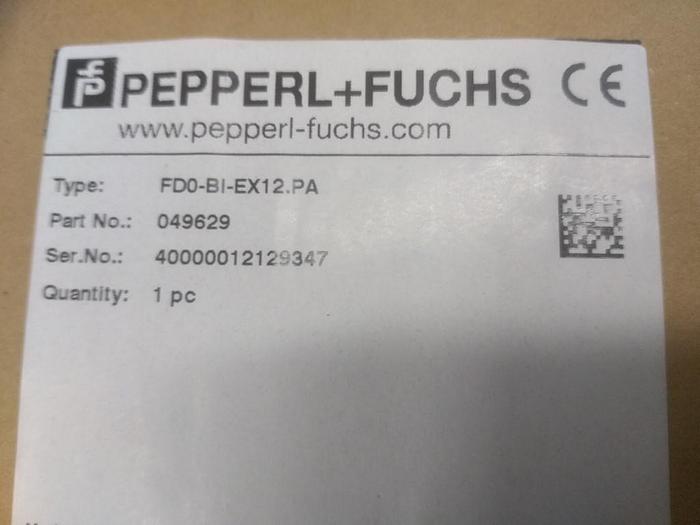 PEPPERL+FUCHS CE
www.pepperl-fuchs.com
Type: FD0-BI-EX12.PA
Part No.: 049629
Ser.No.: 40000012129347
Quantity: 1 pc